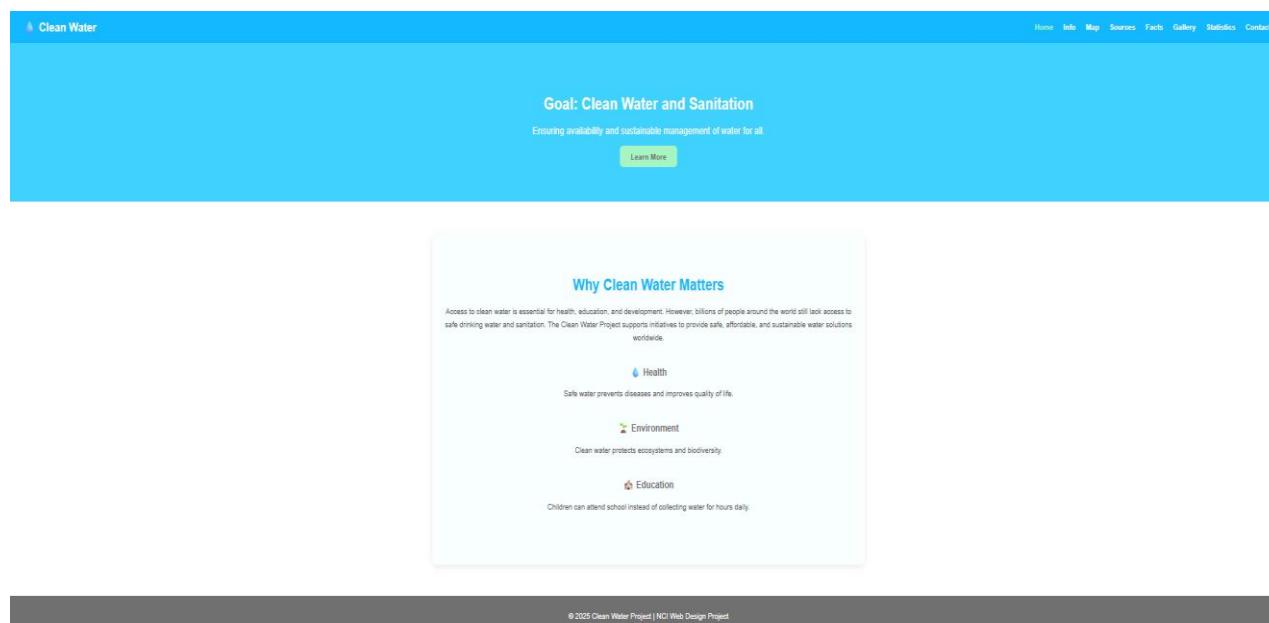 💧 Clean Water
Home Info Map Sources Facts Gallery Statistics Contact
Goal: Clean Water and Sanitation
Ensuring availability and sustainable management of water for all.
Learn More
Why Clean Water Matters
Access to clean water is essential for health, education, and development. However, billions of people around the world still lack access to
safe drinking water and sanitation. The Clean Water Project supports initiatives to provide safe, affordable, and sustainable water solutions
worldwide.
💧 Health
Safe water prevents diseases and improves quality of life.
🌱 Environment
Clean water protects ecosystems and biodiversity.
🏫 Education
Children can attend school instead of collecting water for hours daily.
© 2025 Clean Water Project | NCI Web Design Project